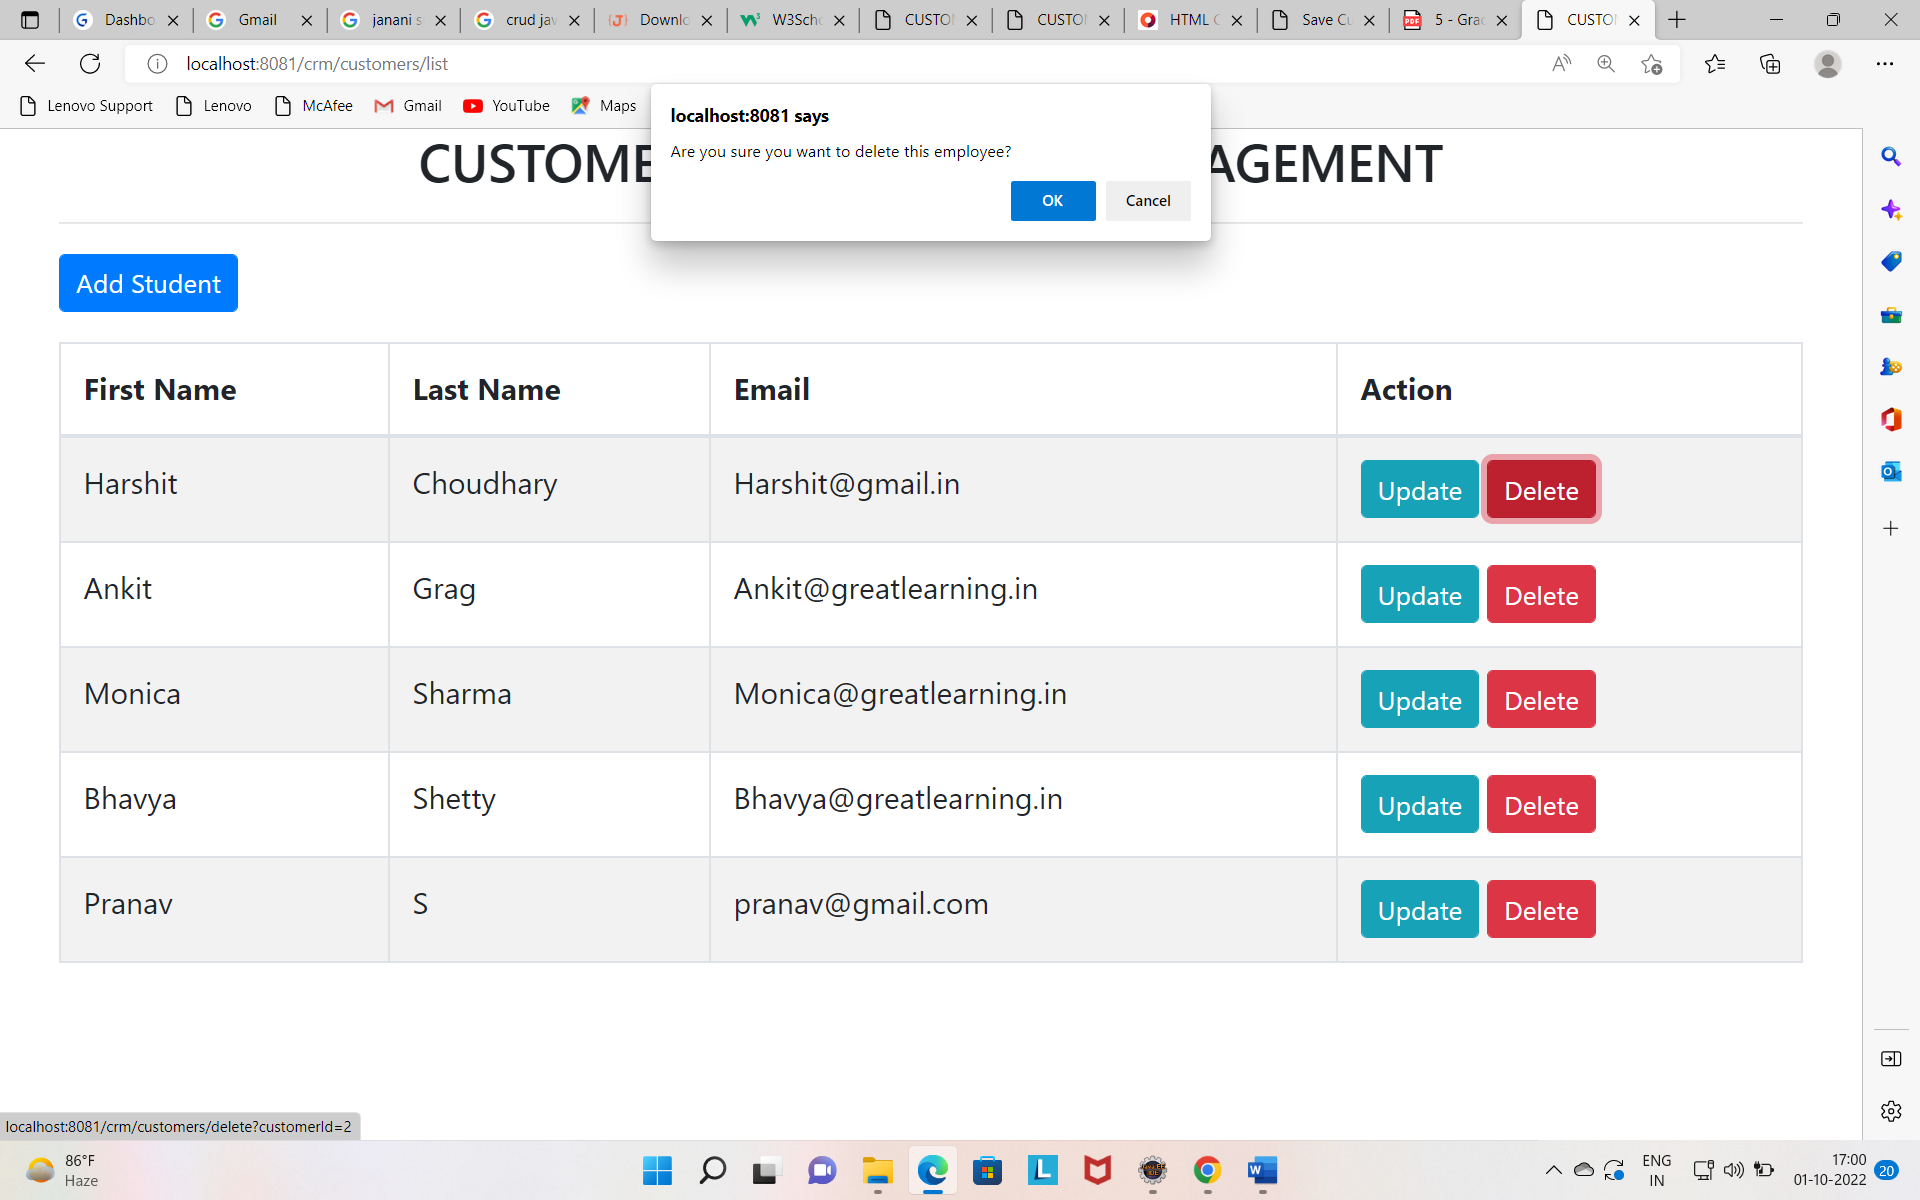 Dashbo
Gmail
janani s
crud jav
Downlo
W3Scho
CUSTO
CUSTO
HTML
Save Cu
5 - Grad
CUSTO
localhost:8081/crm/customers/list
Lenovo Support
Lenovo
McAfee
Gmail
YouTube
Maps
localhost:8081 says
Are you sure you want to delete this employee?
OK Cancel
CUSTOME AGEMENT
Add Student
First Name Last Name Email Action
Harshit Choudhary Harshit@gmail.in Update Delete
Ankit Grag Ankit@greatlearning.in Update Delete
Monica Sharma Monica@greatlearning.in Update Delete
Bhavya Shetty Bhavya@greatlearning.in Update Delete
Pranav S pranav@gmail.com Update Delete
localhost:8081/crm/customers/delete?customerId=2
86°F
Haze
ENG
IN
17:00
01-10-2022
20